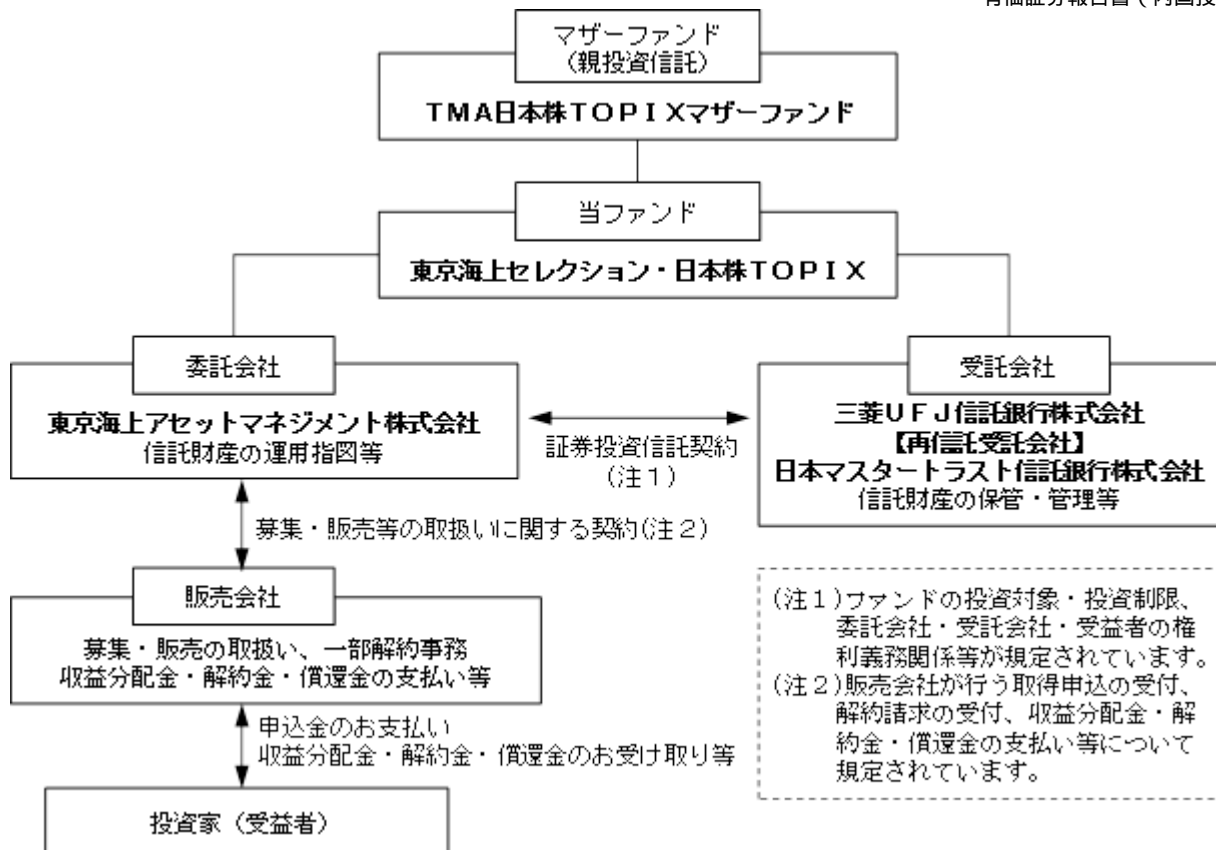 マザーファンド
(親投資信託)
TMA日本株TOPIXマザーファンド
当ファンド
東京海上セレクション・日本株TOPIX
委託会社
東京海上アセットマネジメント株式会社
信託財産の運用指図等
証券投資信託契約
(注1)
受託会社
三菱UFJ信託銀行株式会社
【再信託受託会社】
日本マスタートラスト信託銀行株式会社
信託財産の保管・管理等
募集・販売等の取扱いに関する契約(注2)
販売会社
募集・販売の取扱い、一部解約事務
収益分配金・解約金・償還金の支払い等
申込金のお支払い
収益分配金・解約金・償還金のお受け取り等
投資家(受益者)
(注1)ファンドの投資対象・投資制限、
委託会社・受託会社・受益者の権
利義務関係等が規定されています。
(注2)販売会社が行う取得申込の受付、
解約請求の受付、収益分配金・解
約金・償還金の支払い等について
規定されています。